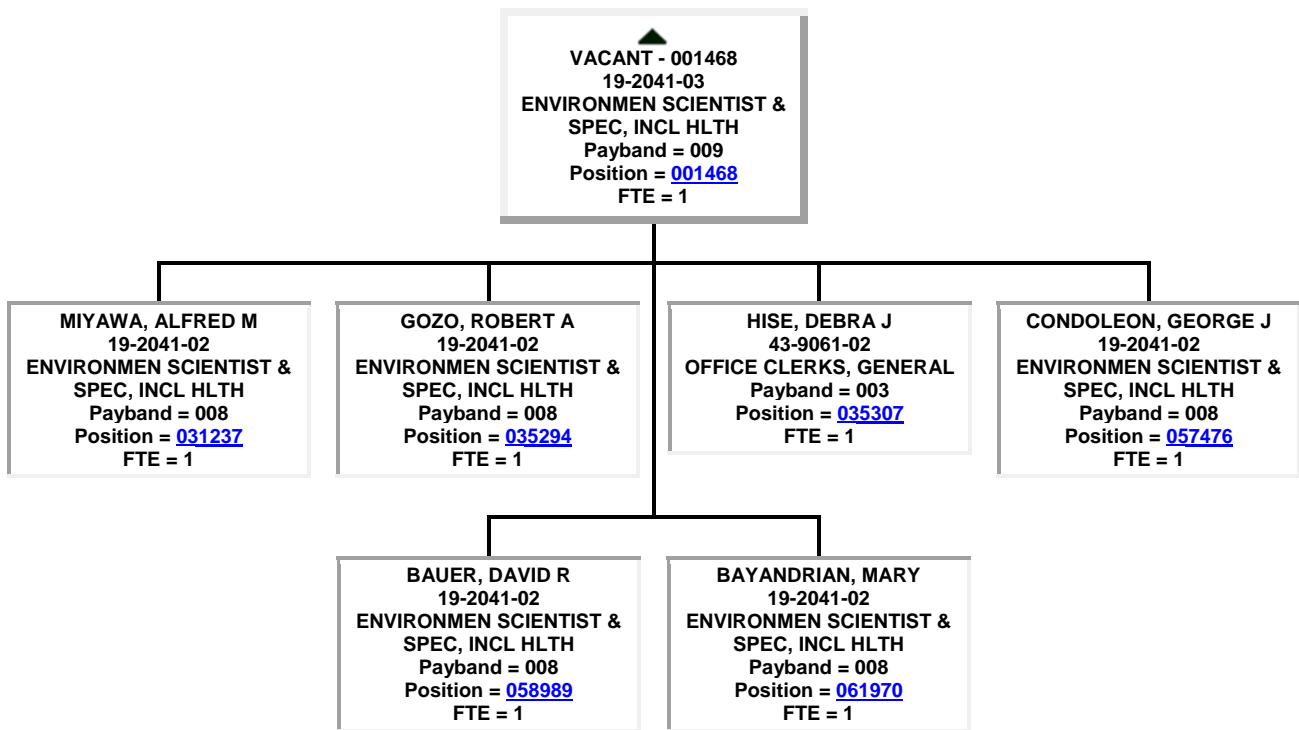 VACANT - 001468
19-2041-03
ENVIRONMEN SCIENTIST &
SPEC, INCL HLTH
Payband = 009
Position = 001468
FTE = 1
MIYAWA, ALFRED M
19-2041-02
ENVIRONMEN SCIENTIST &
SPEC, INCL HLTH
Payband = 008
Position = 031237
FTE = 1
GOZO, ROBERT A
19-2041-02
ENVIRONMEN SCIENTIST &
SPEC, INCL HLTH
Payband = 008
Position = 035294
FTE = 1
HISE, DEBRA J
43-9061-02
OFFICE CLERKS, GENERAL
Payband = 003
Position = 035307
FTE = 1
CONDOLEON, GEORGE J
19-2041-02
ENVIRONMEN SCIENTIST &
SPEC, INCL HLTH
Payband = 008
Position = 057476
FTE = 1
BAUER, DAVID R
19-2041-02
ENVIRONMEN SCIENTIST &
SPEC, INCL HLTH
Payband = 008
Position = 058989
FTE = 1
BAYANDRIAN, MARY
19-2041-02
ENVIRONMEN SCIENTIST &
SPEC, INCL HLTH
Payband = 008
Position = 061970
FTE = 1